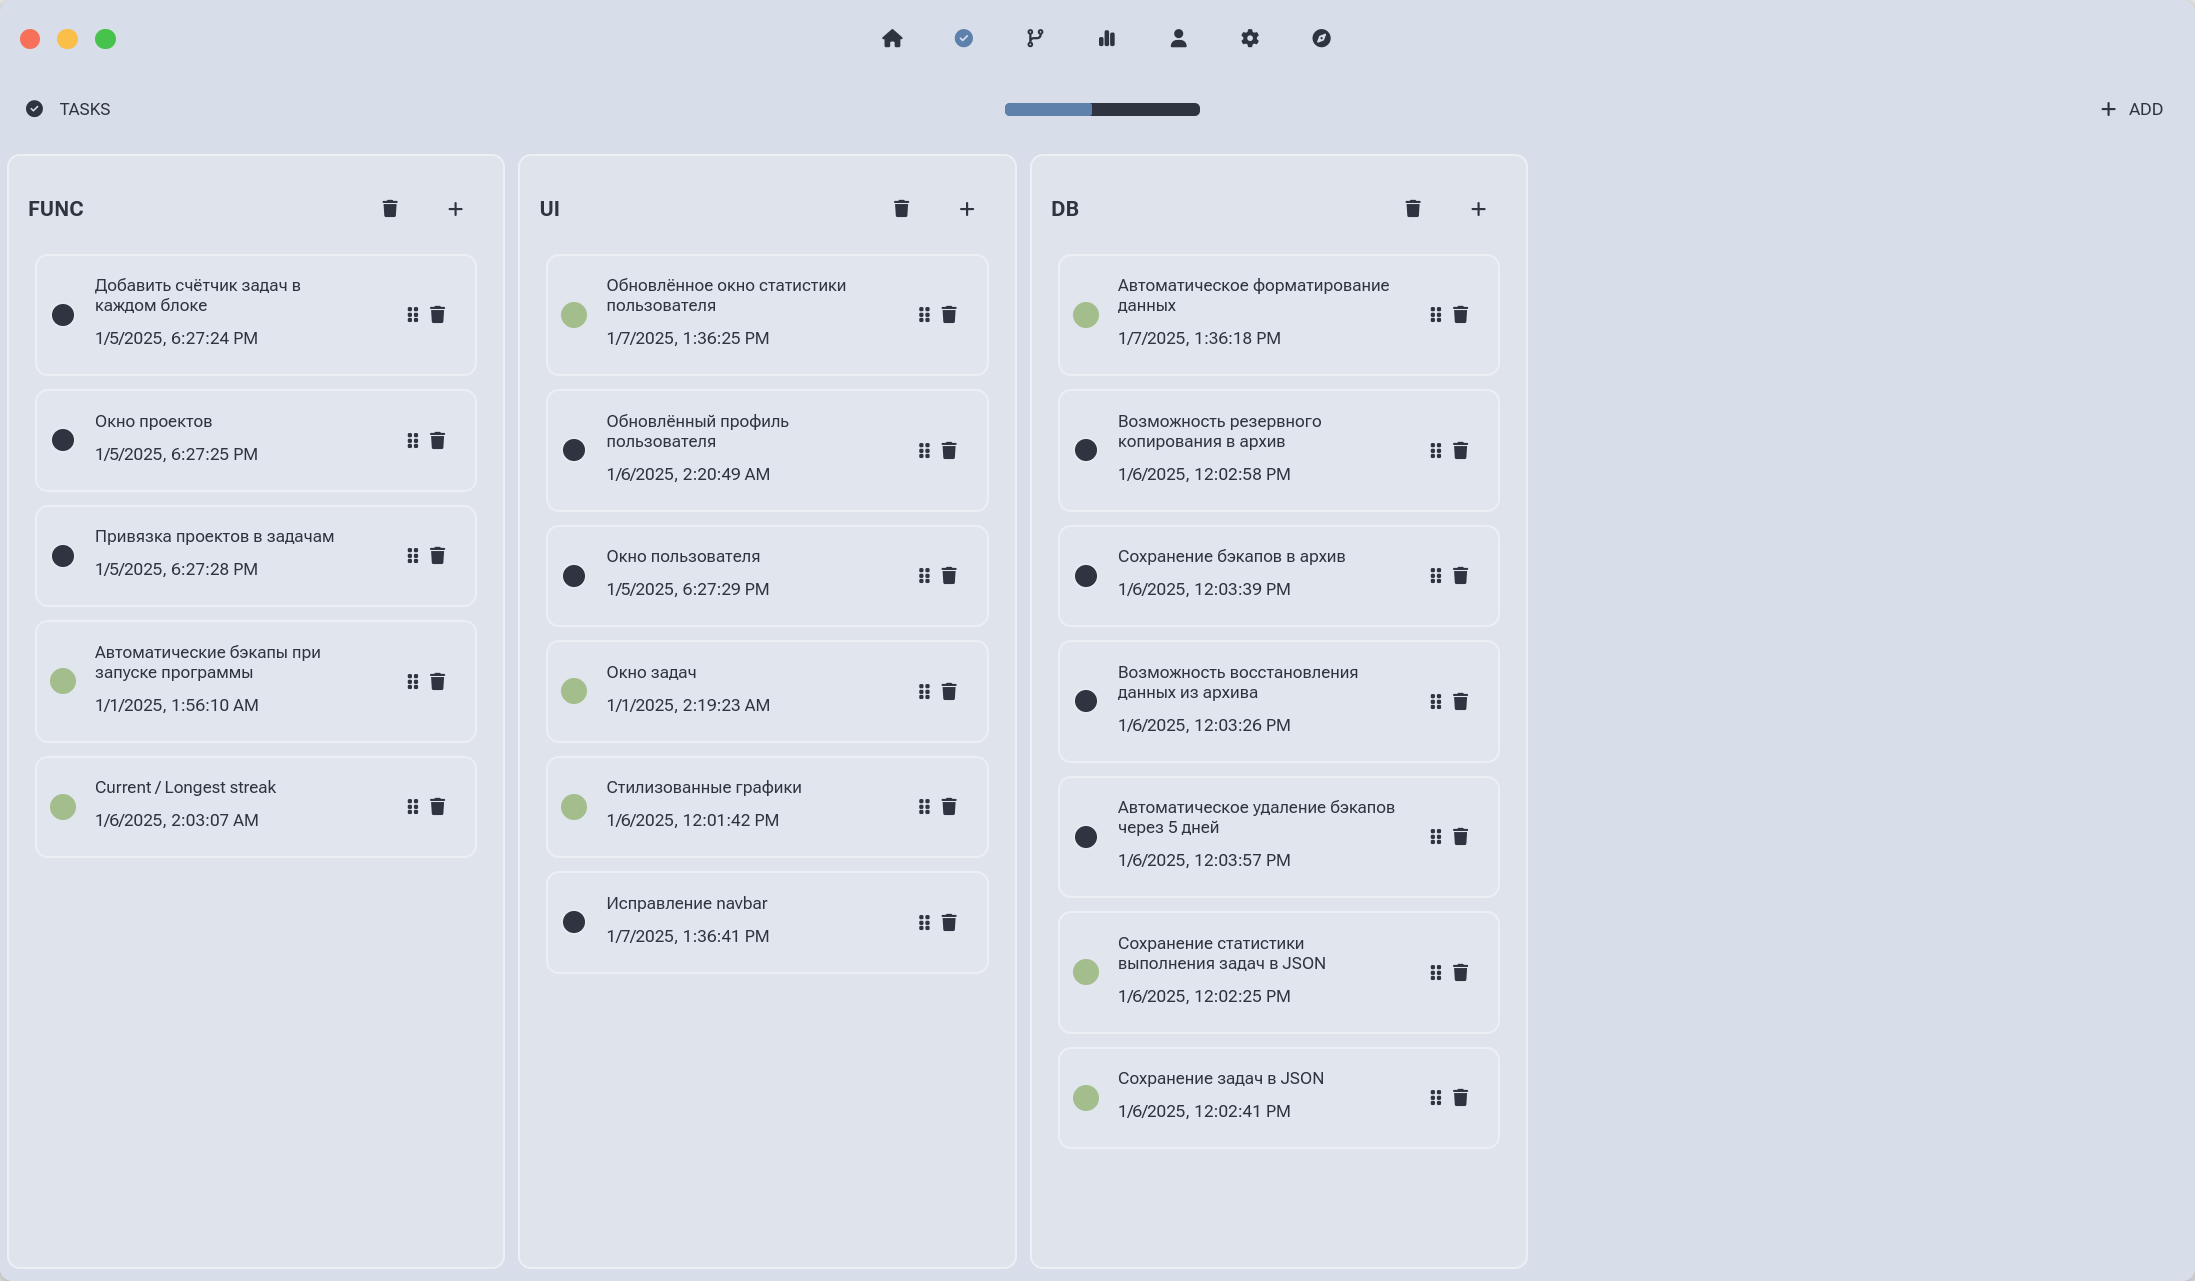 TASKS
ADD
FUNC
Добавить счётчик задач в
каждом блоке
1/5/2025, 6:27:24 PM
Окно проектов
1/5/2025, 6:27:25 PM
Привязка проектов в задачам
1/5/2025, 6:27:28 PM
Автоматические бэкапы при
запуске программы
1/1/2025, 1:56:10 AM
Current / Longest streak
1/6/2025, 2:03:07 AM
UI
Обновлённое окно статистики
пользователя
1/7/2025, 1:36:25 PM
Обновлённый профиль
пользователя
1/6/2025, 2:20:49 AM
Окно пользователя
1/5/2025, 6:27:29 PM
Окно задач
1/1/2025, 2:19:23 AM
Стилизованные графики
1/6/2025, 12:01:42 PM
Исправление navbar
1/7/2025, 1:36:41 PM
DB
Автоматическое форматирование
данных
1/7/2025, 1:36:18 PM
Возможность резервного
копирования в архив
1/6/2025, 12:02:58 PM
Сохранение бэкапов в архив
1/6/2025, 12:03:39 PM
Возможность восстановления
данных из архива
1/6/2025, 12:03:26 PM
Автоматическое удаление бэкапов
через 5 дней
1/6/2025, 12:03:57 PM
Сохранение статистики
выполнения задач в JSON
1/6/2025, 12:02:25 PM
Сохранение задач в JSON
1/6/2025, 12:02:41 PM